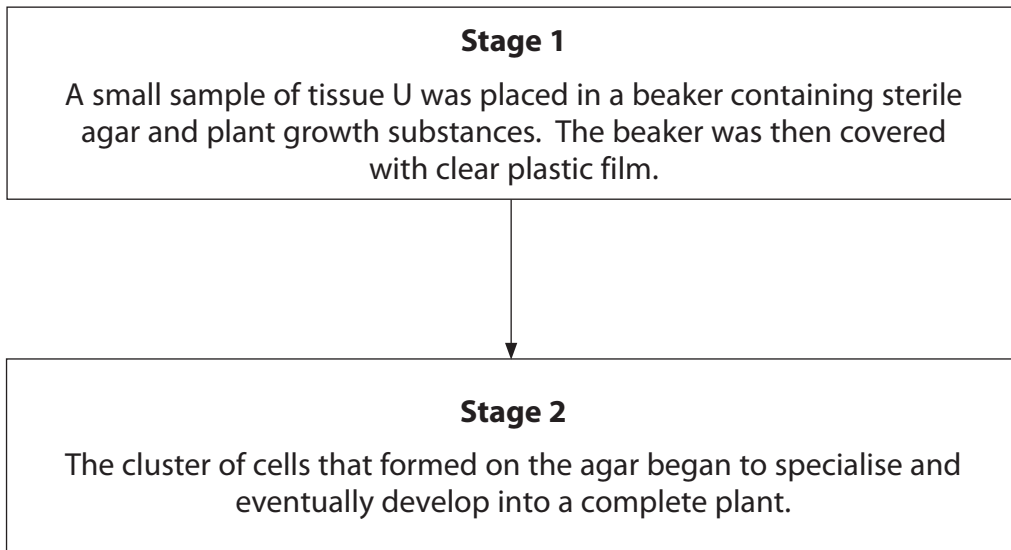 Stage 1
A small sample of tissue U was placed in a beaker containing sterile
agar and plant growth substances. The beaker was then covered
with clear plastic film.
Stage 2
The cluster of cells that formed on the agar began to specialise and
eventually develop into a complete plant.